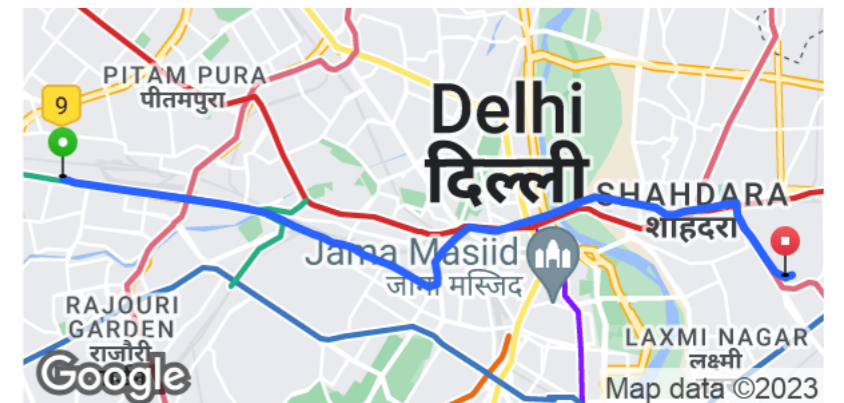 PITAM PURA
पीतमपुरा
9
Delhi
दिल्ली
SHAHDARA
शाहदरा
Jama Masjid
जामा मस्जिद
RAJOURI
GARDEN
राजौरी
LAXMI NAGAR
लक्ष्मी
Google
Map data ©2023